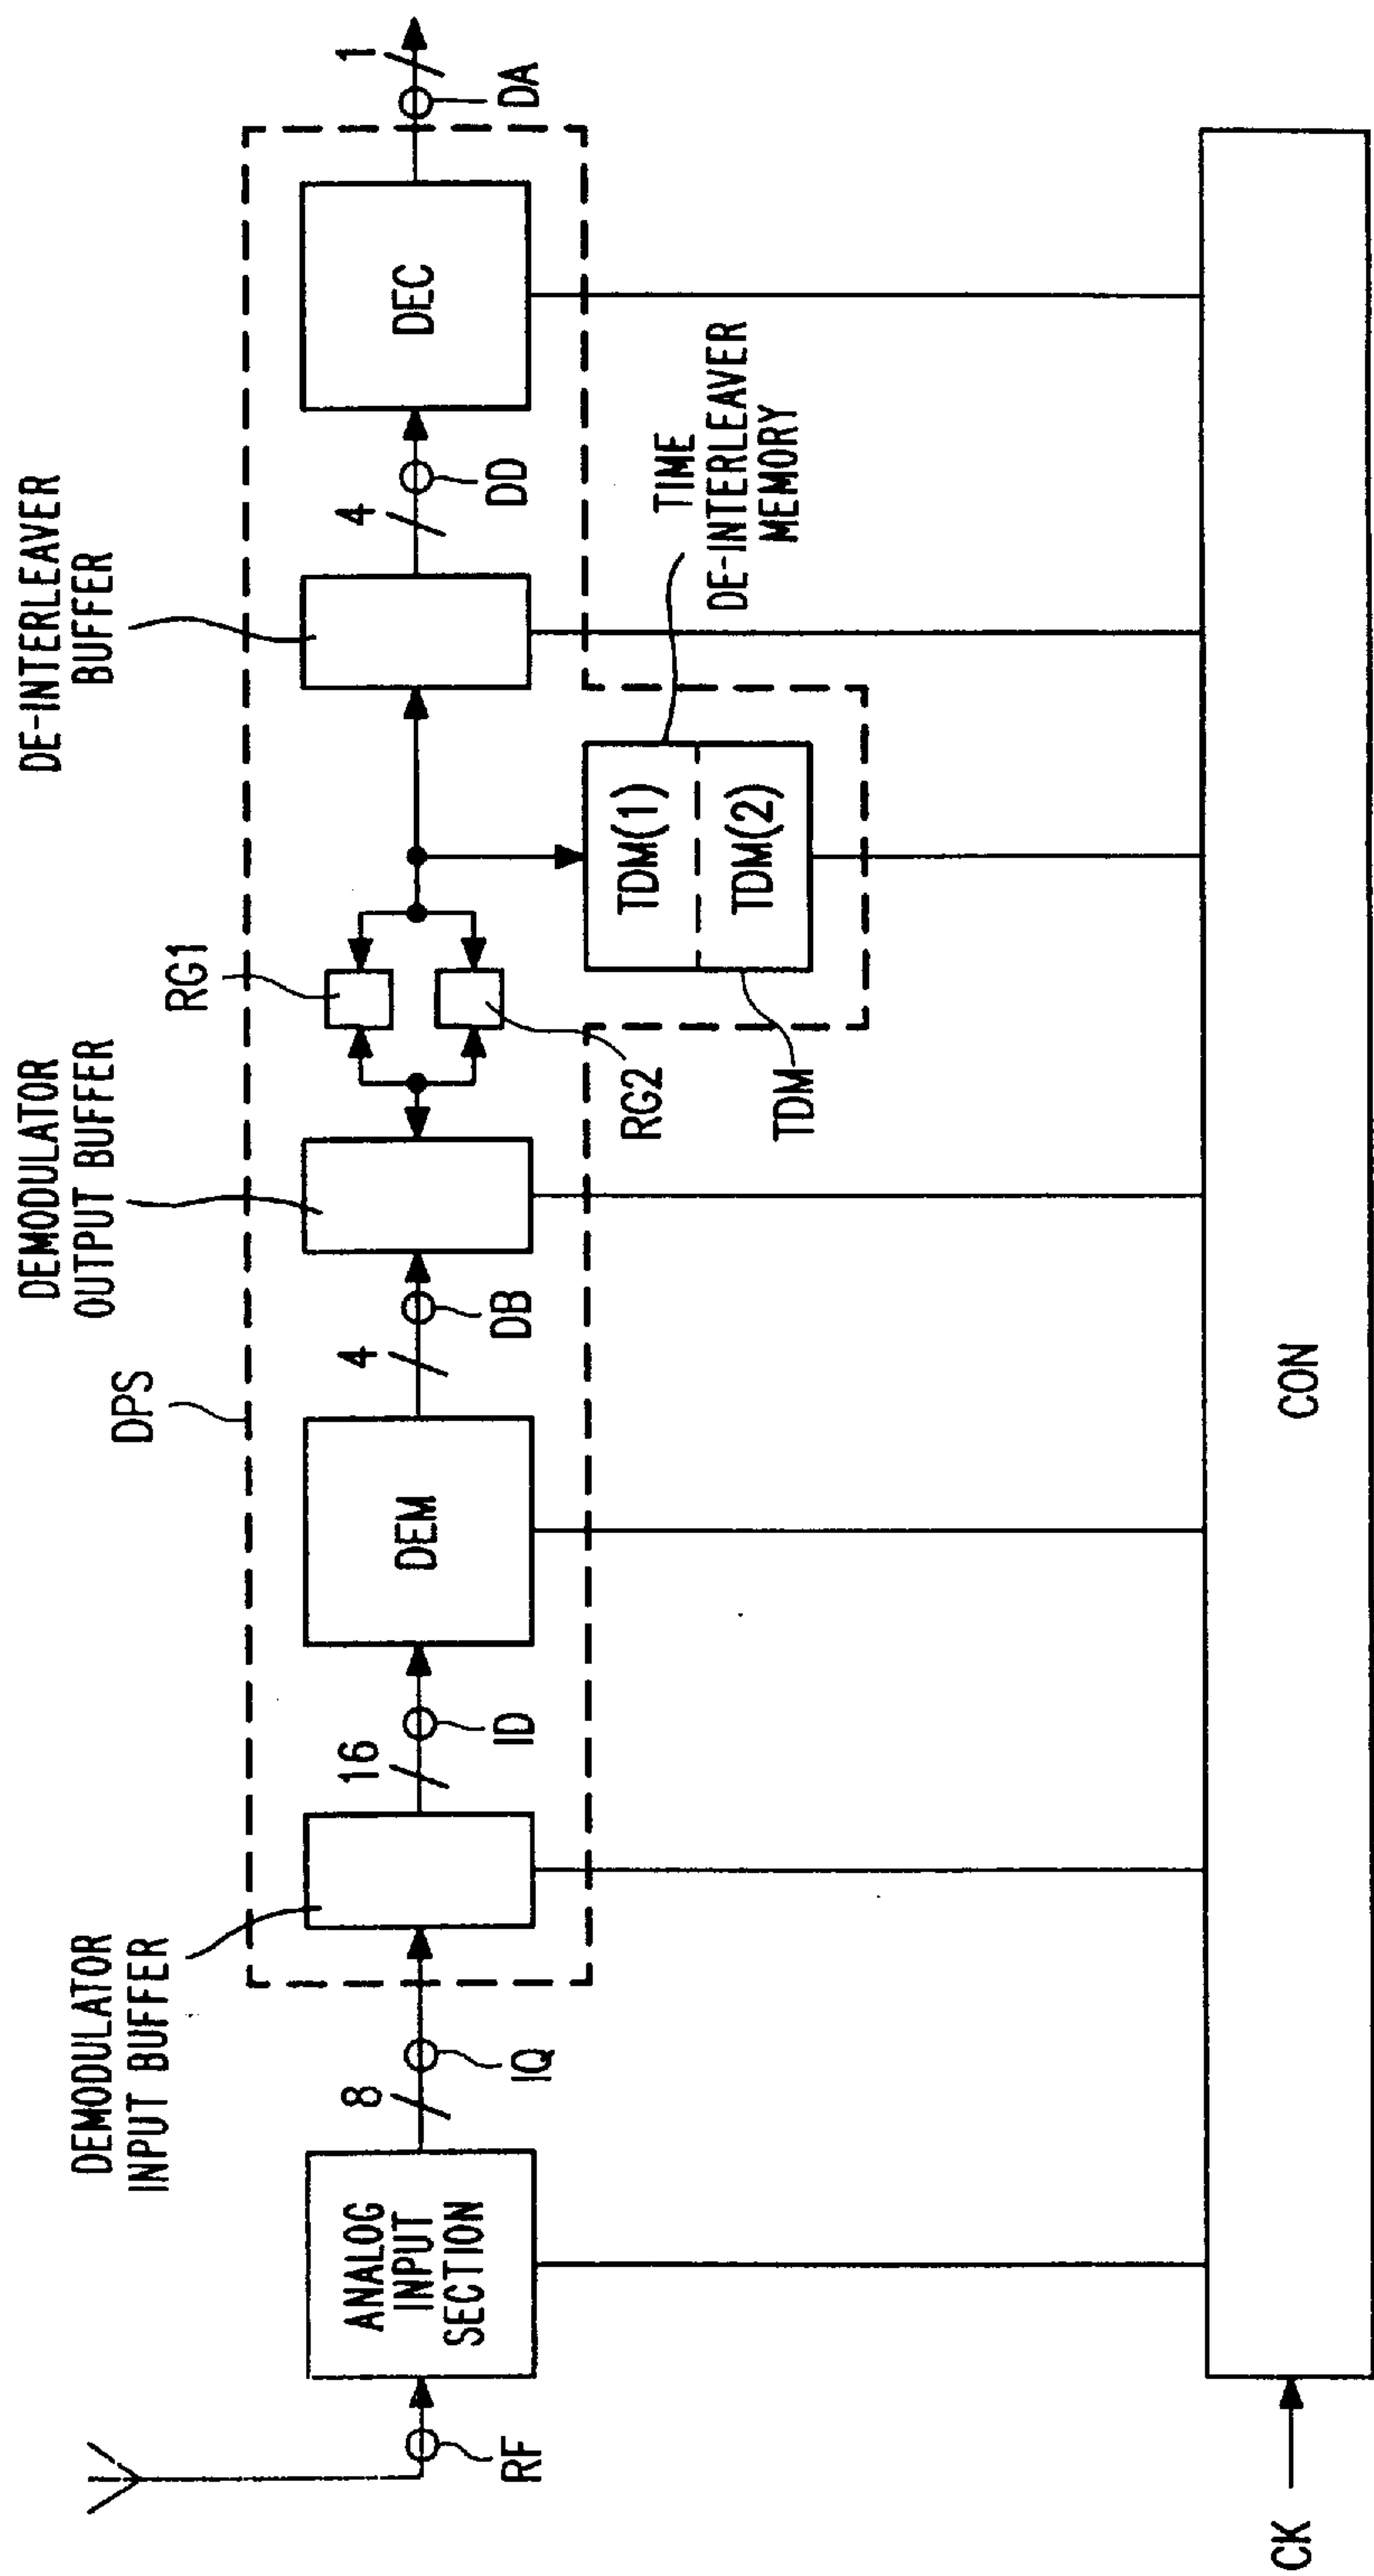 DE-INTERLEAVER
BUFFER
DEMODULATOR
OUTPUT BUFFER
DPS
DEMODULATOR
INPUT BUFFER
RF
ANALOG
INPUT
SECTION
8
IQ
16
ID
DEM
4
DB
RG1
RG2
TDM
TDM(1)
TDM(2)
TIME
DE-INTERLEAVER
MEMORY
4
DD
DEC
1
DA
CON
CK